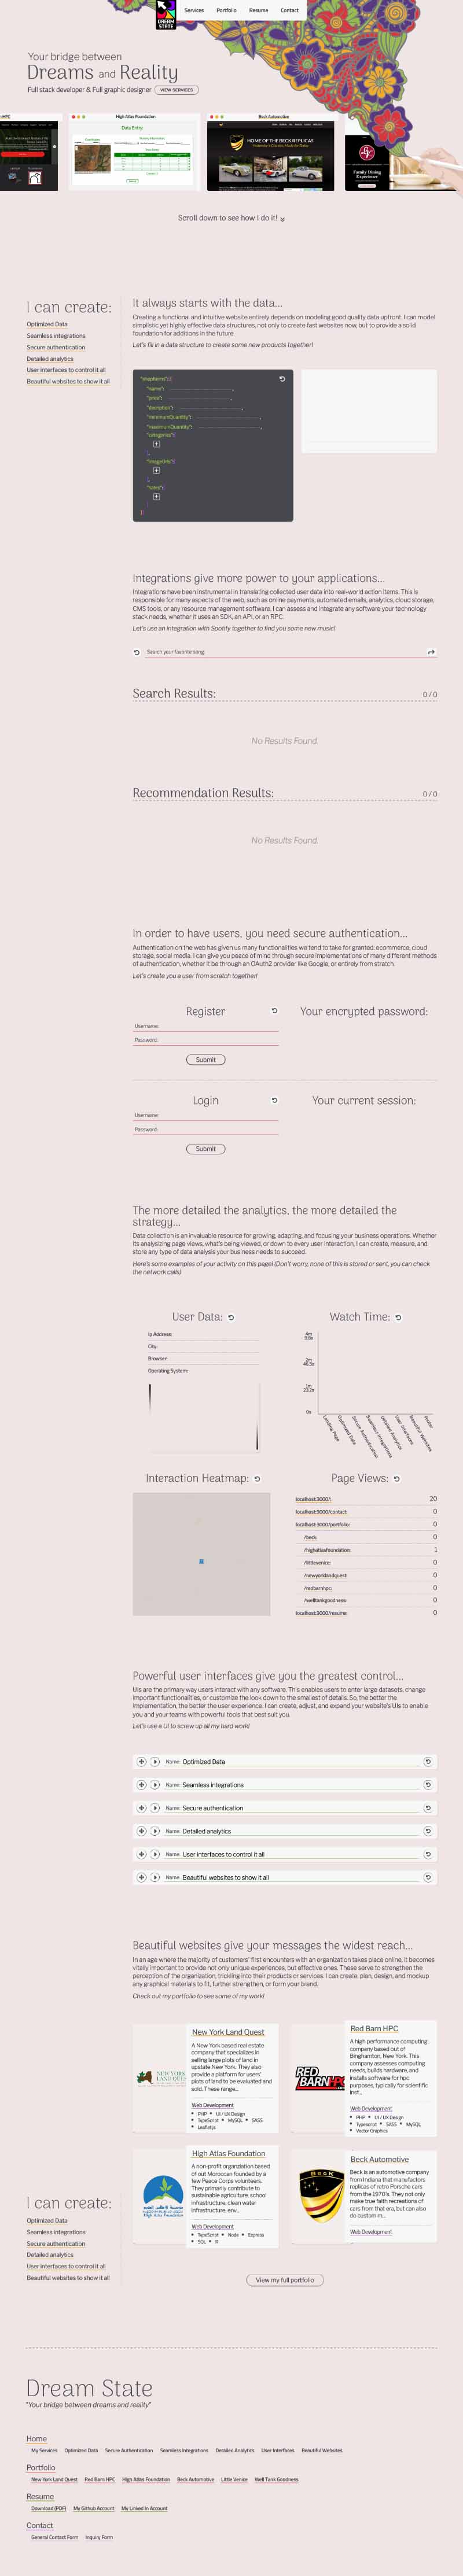 DREAM
STATE
Services
Portfolio
Resume
Contact
Your bridge between
Dreams and Reality
Full stack developer & Full graphic designer
VIEW SERVICES
High Atlas Foundation
Beck Automotive
Data Entry
HOME OF THE BECK REPLICAS
Family Dining
Experience
Scroll down to see how I do it!
I can create:
Optimized Data
Seamless integrations
Secure authentication
Detailed analytics
User interfaces to control it all
Beautiful websites to show it all
It always starts with the data...
Creating a functional and intuitive website entirely depends on modeling good quality data upfront, I can model
simplistic yet highly effective data structures, not only to create fast websites now, but to provide a solid
foundation for additions in the future.
Let's fill in a data structure to create some new products together!
"shopItems": [
"name":
"price":
"decription":
"minimumQuantity":
"maximumQuantity":
"categories":
"imageUrls":
"sales":
Integrations give more power to your applications...
Integrations have been instrumental in translating collected user data into real-world action items. This is
responsible for many aspects of the web, such as online payments, automated emails, analytics, cloud storage,
CMS tools, or any resource management software. I can assess and integrate any software your technology
stack needs, whether it uses an SDK, an API, or an RPC.
Let's use an integration with Spotify together to find you some new music!
Search your favorite song
Search Results:
0 / 0
No Results Found.
Recommendation Results:
0 / 0
No Results Found.
In order to have users, you need secure authentication...
Authentication on the web has given us many functionalities we tend to take for granted: ecommerce, cloud
storage, social media. I can give you peace of mind through secure implementations of many different methods
of authentication, whether it be through an OAuth2 provider like Google, or entirely from stratch.
Let's create you a user from scratch together!
Register
Your encrypted password:
Username:
Password:
Submit
Login
Your current session:
Username:
Password:
Submit
The more detailed the analytics, the more detailed the
strategy...
Data collection is an invaluable resource for growing, adapting, and focusing your business operations. Whether
its analysizing page views, what's being viewed, or down to every user interaction, I can create, measure, and
store any type of data analysis your business needs to succeed.
Here's some examples of your activity on this page! (Don't worry, none of this is stored or sent, you can check
the network calls)
User Data:
Watch Time:
Ip Address:
City:
Browser:
Operating System:
4m
9.8s
2m
46.5s
1m
23.2s
0s
Landing Page
Optimized Data
Secure Authentication
Seamless Integrations
Detailed Analytics
User Interfaces
Beautiful Websites
Footer
Interaction Heatmap:
Page Views:
localhost:3000/:
20
localhost:3000/contact:
0
localhost:3000/portfolio:
0
/beck:
0
/highatlasfoundation:
1
/littlevenice:
0
/newyorklandquest:
0
/redbarnhpc:
0
/welltankgoodness:
0
localhost:3000/resume:
0
Powerful user interfaces give you the greatest control...
UIs are the primary way users interact with any software. This enables users to enter large datasets, change
important functionalities, or customize the look down to the smallest of details. So, the better the
implementation, the better the user experience. I can create, adjust, and expand your website's UIs to enable
you and your teams with powerful tools that best suit you.
Let's use a UI to screw up all my hard work!
Name: Optimized Data
Name: Seamless integrations
Name: Secure authentication
Name: Detailed analytics
Name: User interfaces to control it all
Name: Beautiful websites to show it all
Beautiful websites give your messages the widest reach...
In an age where the majority of customers' first encounters with an organization takes place online, it becomes
vitally important to provide not only unique experiences, but effective ones. These serve to strengthen the
perception of the organization, tricking into their products or services. I can create, plan, design, and mockup
any graphical materials to fit, further strengthen, or form your brand.
Check out my portfolio to see some of my work!
NEW YORK
LAND QUEST
New York Land Quest
A New York based real estate
company that specializes in
selling large plots of land in
upstate New York. They also
provide a platform for users'
plots of land to be evaluated and
sold. These range...
Web Development
PHP
UI / UX Design
TypeScript
MySQL
SASS
Leaflet.js
RED
BARN HPC
Red Barn HPC
A high performance computing
company based out of
Binghamton, New York. This
company assesses computing
needs, builds hardware, and
installs software for hpc
purposes, typically for scientific
inst...
Web Development
PHP
UI / UX Design
Typescript
SASS
MySQL
Vector Graphics
High Atlas Foundation
High Atlas Foundation
A non-profit organziation based
of out Morocco founded by a
few Peace Corps volunteers.
They primarily contribute to
sustainable agriculture, school
infrastructure, clean water
infrastructure, env...
Web Development
TypeScript
Node
Express
SQL
R
BECK
Beck Automotive
Beck is an automotive company
from Indiana that manufactors
replicas of retro Porsche cars
from the 1970's. They not only
make true faith recreations of
cars from that era, but can also
do custom m...
Web Development
I can create:
Optimized Data
Seamless integrations
Secure authentication
Detailed analytics
User interfaces to control it all
Beautiful websites to show it all
View my full portfolio
Dream State
"Your bridge between dreams and reality"
Home
My Services
Optimized Data
Secure Authentication
Seamless Integrations
Detailed Analytics
User Interfaces
Beautiful Websites
Portfolio
New York Land Quest
Red Barn HPC
High Atlas Foundation
Beck Automotive
Little Venice
Well Tank Goodness
Resume
Download (PDF)
My Github Account
My Linked In Account
Contact
General Contact Form
Inquiry Form